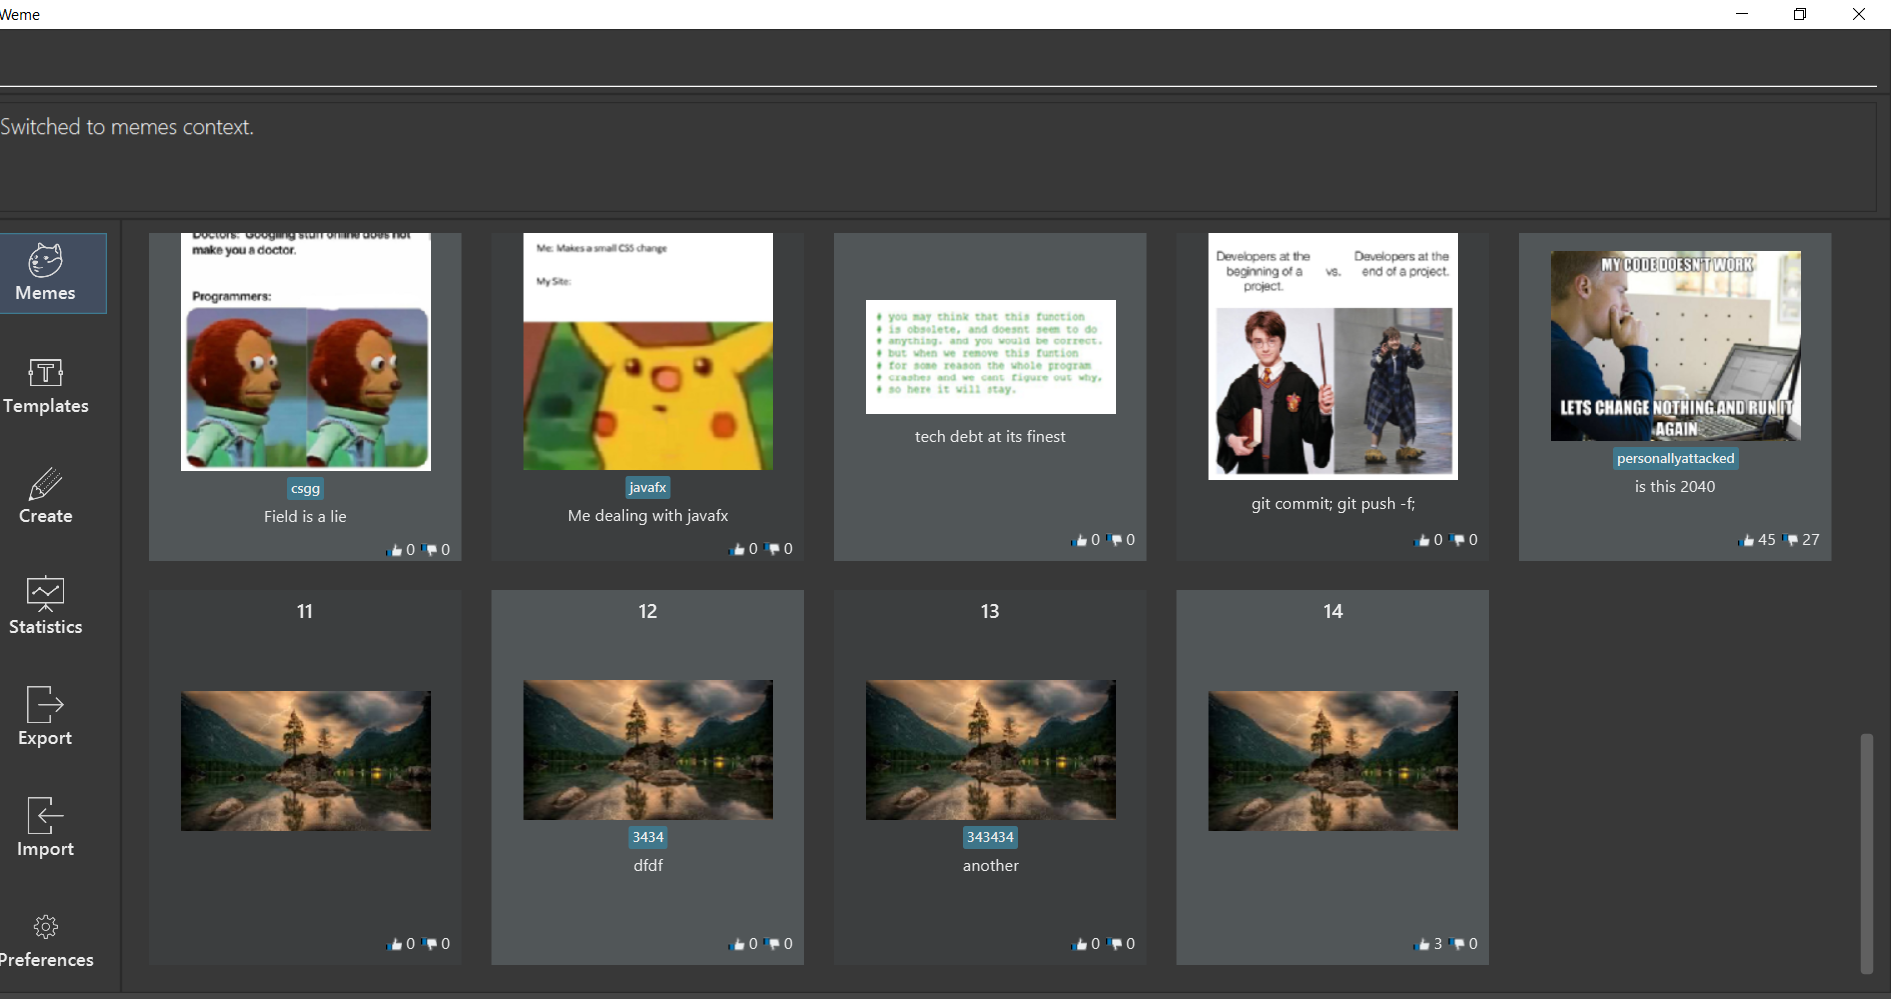 Weme
Switched to memes context.
Memes
Templates
Create
Statistics
Export
Import
Preferences
Doctors: Googling stuff online does not
make you a doctor.
Programmers:
csgg
Field is a lie
0 0
Me: Makes a small CSS change
My Site:
javafx
Me dealing with javafx
0 0
# you may think that this function
# is obsolete, and doesnt seem to do
# anything. and you would be correct.
# but when we remove this funtion
# for some reason the whole program
# crashes and we cant figure out why,
# so here it will stay.
tech debt at its finest
0 0
Developers at the
beginning of a
project.
vs.
Developers at the
end of a project.
git commit; git push -f;
0 0
MY CODE DOESN'T WORK
LETS CHANGE NOTHING AND RUN IT
AGAIN
personallyattacked
is this 2040
45 27
11
0 0
12
3434
dfdf
0 0
13
343434
another
0 0
14
3 0